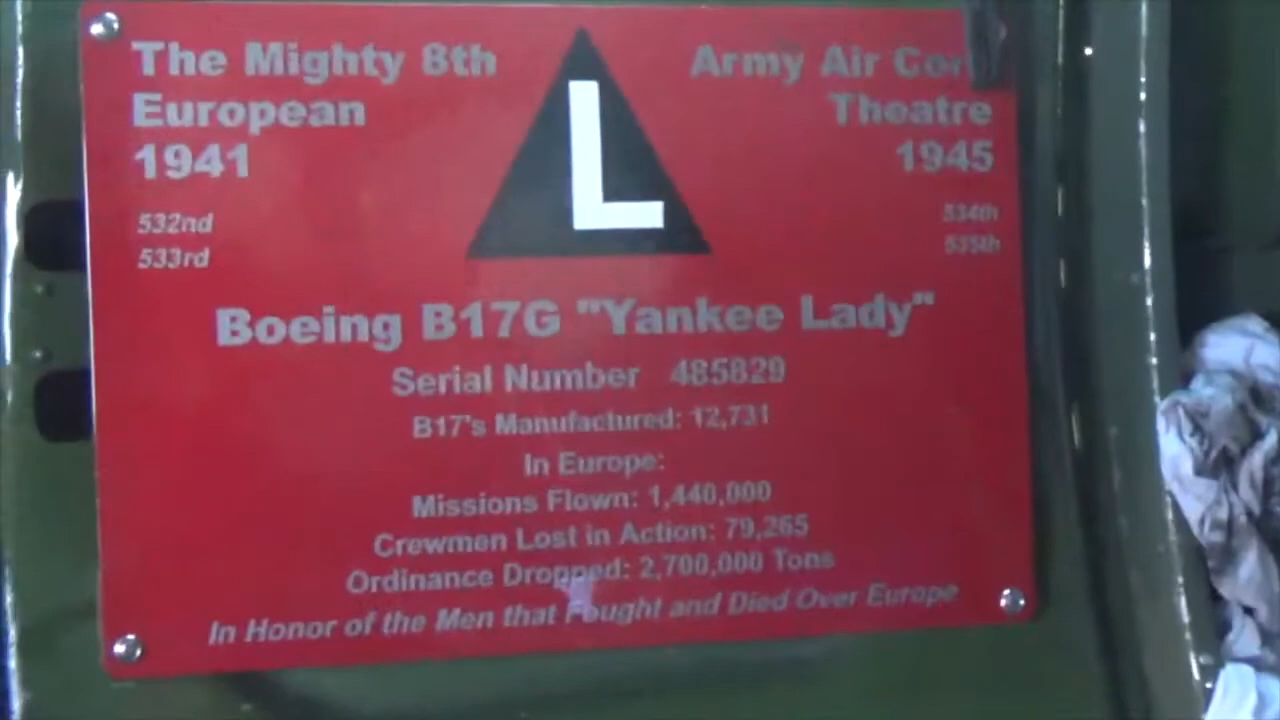 The Mighty 8th
European
1941
532nd
533rd
L
Army Air
Theatre
1945
534th
535th
Boeing B17G "Yankee Lady"
Serial Number 485829
B17's Manufactured: 12,731
In Europe:
Missions Flown: 1,440,000
Crewmen Lost in Action: 79,265
Ordinance Dropped: 2,700,000 Tons
In Honor of the Men that Fought and Died Over Europe